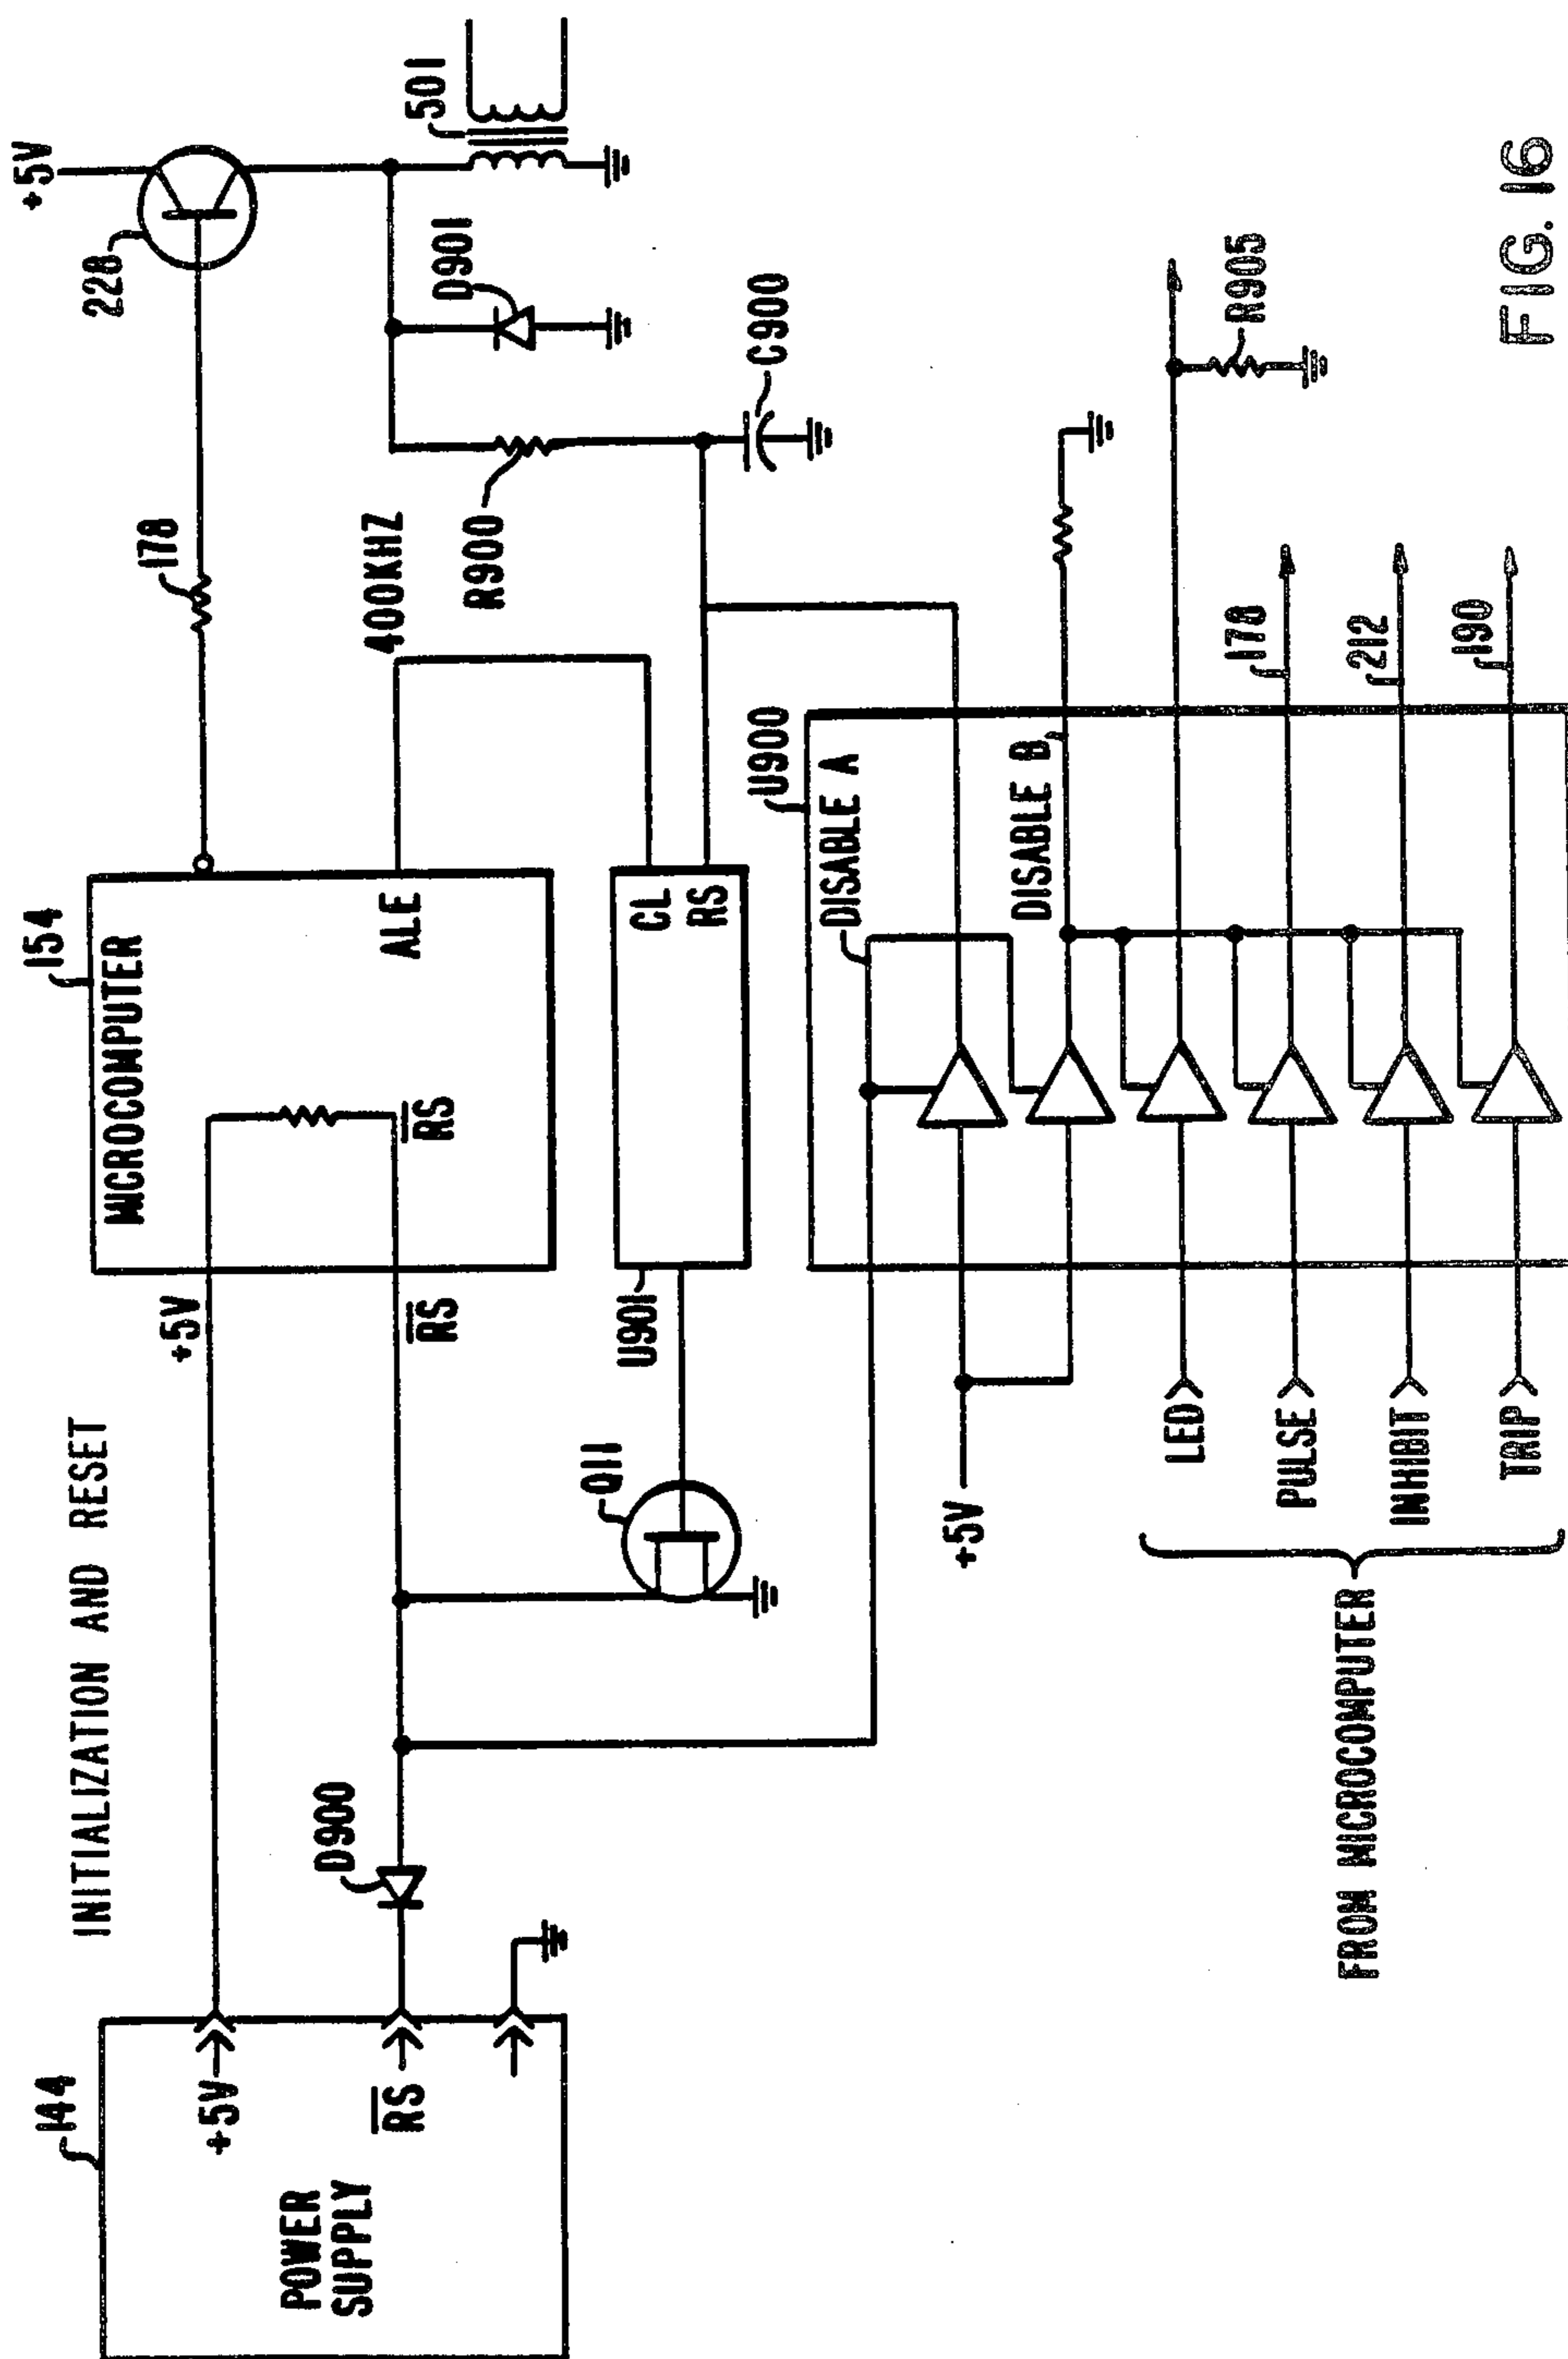 INITIALIZATION AND RESET
144
POWER
SUPPLY
+5V
RS
D900
+5V
RS
154
MICROCOMPUTER
RS
ALE
178
228
+5V
501
400KHZ
R900
D901
C900
Q11
U901
CL
RS
U900
DISABLE A
DISABLE B
+5V
LED
PULSE
INHIBIT
TRIP
FROM MICROCOMPUTER
R905
178
212
190
FIG. 16